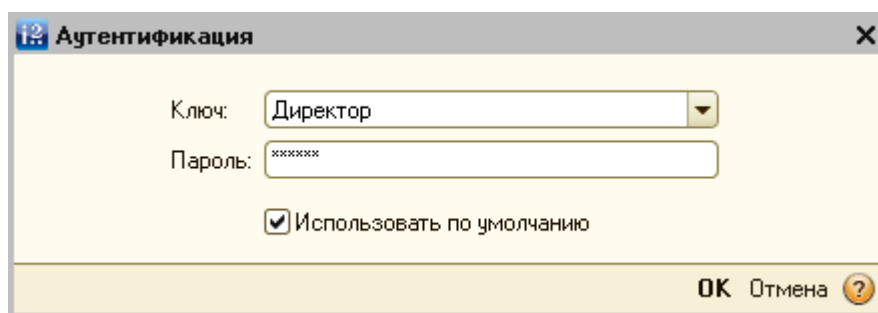 Аутентификация
Ключ: Директор
Пароль: ******
Использовать по умолчанию
OK Отмена ?